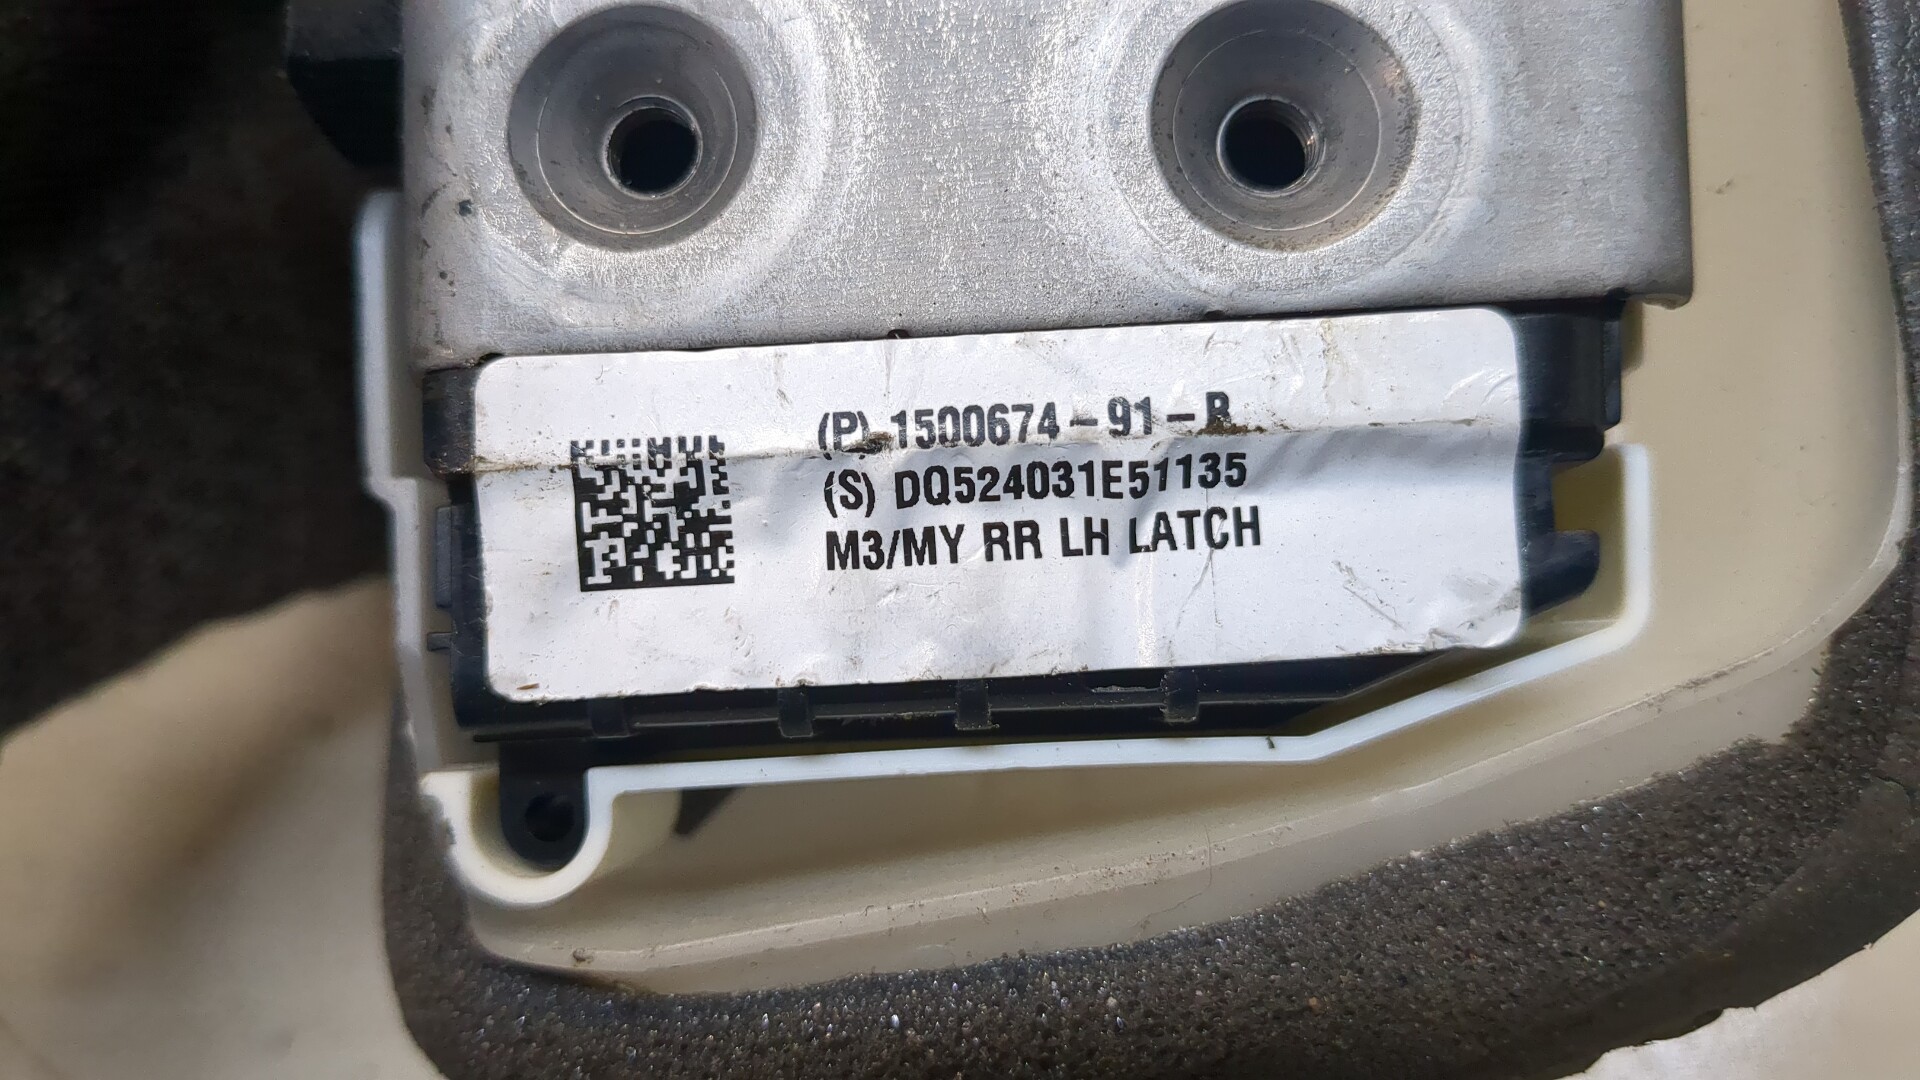 (P) 1500674-91-B
(S) DQ524031E51135
M3/MY RR LH LATCH